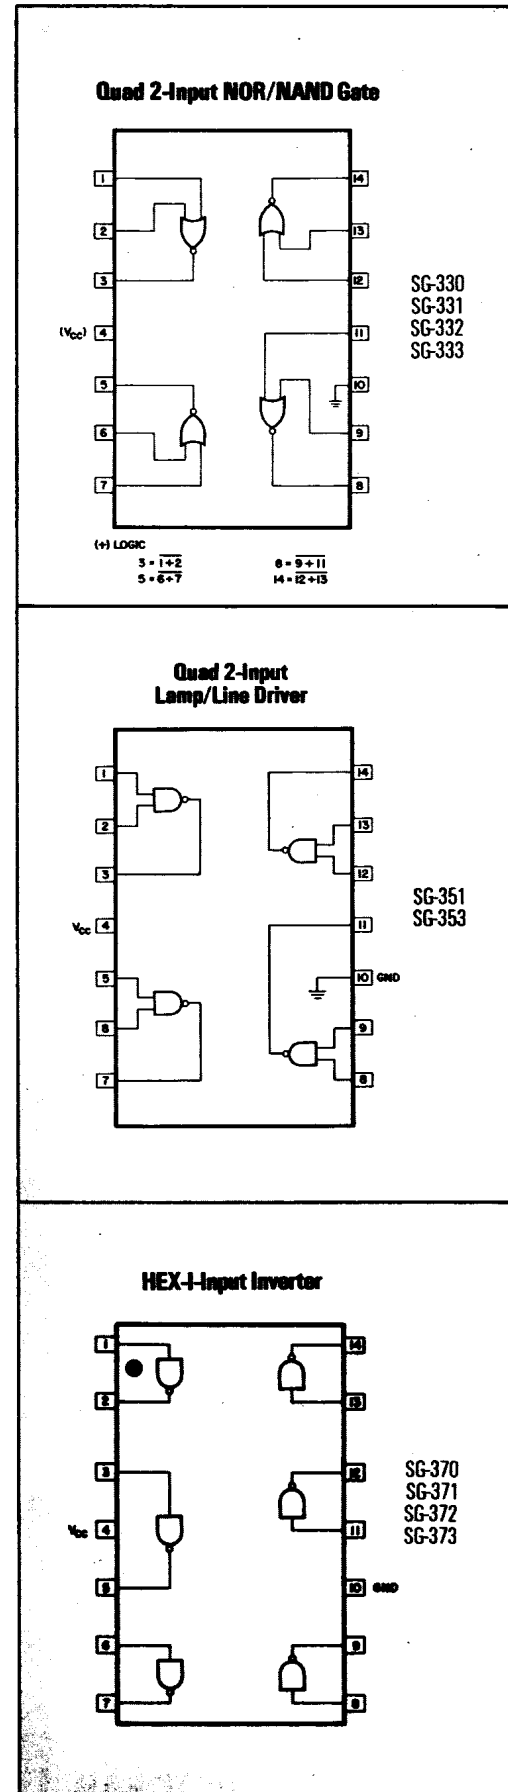 Quad 2-Input NOR/NAND Gate
1
14
2
13
3
12
SG-330
SG-331
SG-332
SG-333
(VCC) 4
11
5
10
6
9
7
8
(+) LOGIC
3 = 1+2
8 = 9+11
5 = 6+7
14 = 12+13
Quad 2-Input
Lamp/Line Driver
1
14
2
13
3
12
SG-351
SG-353
VCC 4
11
5
10 GND
6
9
7
8
HEX-I-Input Inverter
1
14
2
13
3
12
SG-370
SG-371
SG-372
SG-373
VCC 4
11
5
10 GND
6
9
7
8